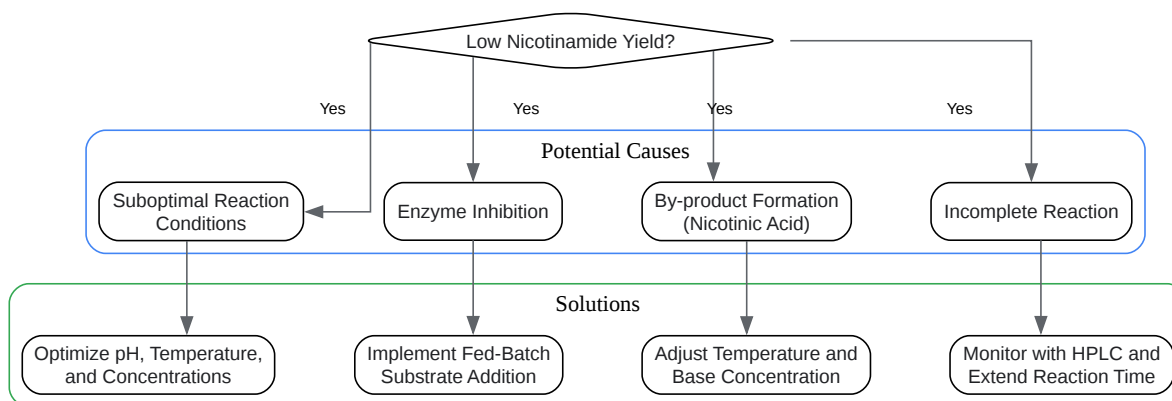 Low Nicotinamide Yield?
Yes
Yes
Yes
Yes
Potential Causes
Suboptimal Reaction
Conditions
Enzyme Inhibition
By-product Formation
(Nicotinic Acid)
Incomplete Reaction
Solutions
Optimize pH, Temperature,
and Concentrations
Implement Fed-Batch
Substrate Addition
Adjust Temperature and
Base Concentration
Monitor with HPLC and
Extend Reaction Time